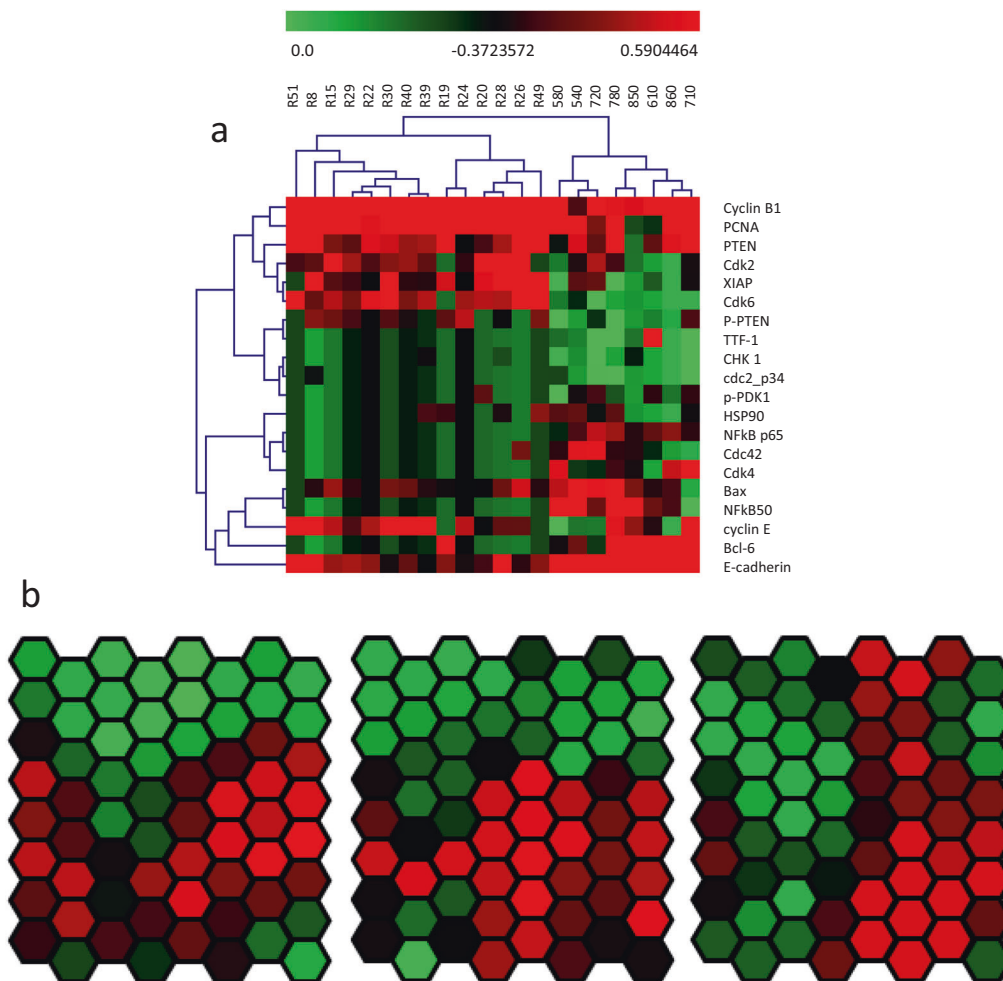 0.0 -0.3723572 0.5904464
R51 R8 R15 R29 R22 R30 R40 R39 R19 R24 R20 R28 R26 R49 580 540 720 780 850 610 860 710
a
Cyclin B1
PCNA
PTEN
Cdk2
XIAP
Cdk6
P-PTEN
TTF-1
CHK 1
cdc2_p34
p-PDK1
HSP90
NFkB p65
Cdc42
Cdk4
Bax
NFkB50
cyclin E
Bcl-6
E-cadherin
b